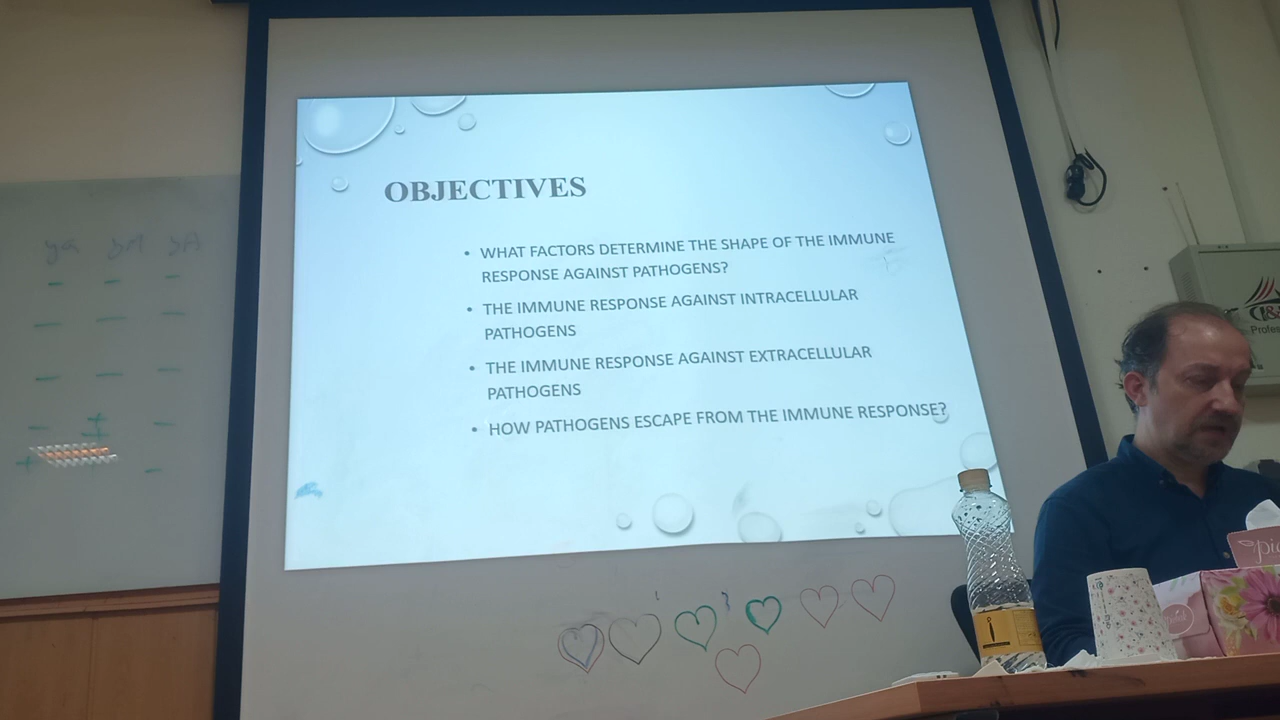 OBJECTIVES
• WHAT FACTORS DETERMINE THE SHAPE OF THE IMMUNE
RESPONSE AGAINST PATHOGENS?
• THE IMMUNE RESPONSE AGAINST INTRACELLULAR
PATHOGENS
• THE IMMUNE RESPONSE AGAINST EXTRACELLULAR
PATHOGENS
• HOW PATHOGENS ESCAPE FROM THE IMMUNE RESPONSE?